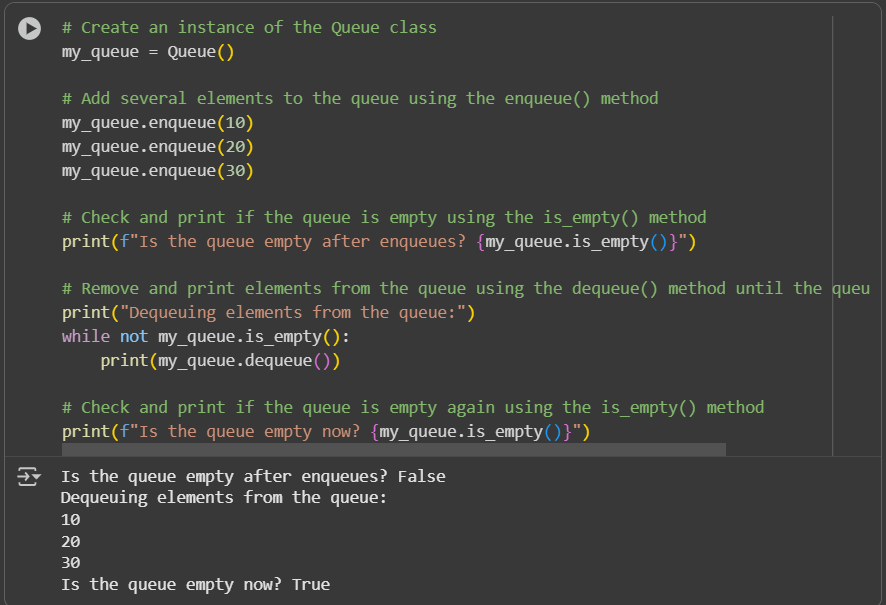 # Create an instance of the Queue class
my_queue = Queue()
# Add several elements to the queue using the enqueue() method
my_queue.enqueue(10)
my_queue.enqueue(20)
my_queue.enqueue(30)
# Check and print if the queue is empty using the is_empty() method
print(f"Is the queue empty after enqueues? {my_queue.is_empty()}")
# Remove and print elements from the queue using the dequeue() method until the queu
print("Dequeuing elements from the queue:")
while not my_queue.is_empty():
    print(my_queue.dequeue())
# Check and print if the queue is empty again using the is_empty() method
print(f"Is the queue empty now? {my_queue.is_empty()}")
Is the queue empty after enqueues? False
Dequeuing elements from the queue:
10
20
30
Is the queue empty now? True